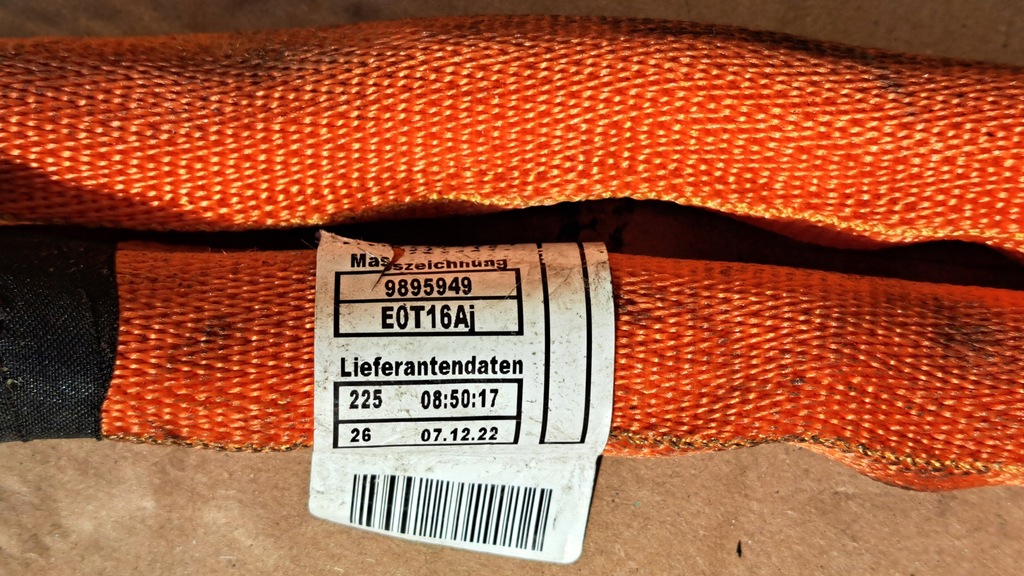 Masszeichnung
9895949
E0T16Aj
Lieferantendaten
225 08:50:17
26 07.12.22